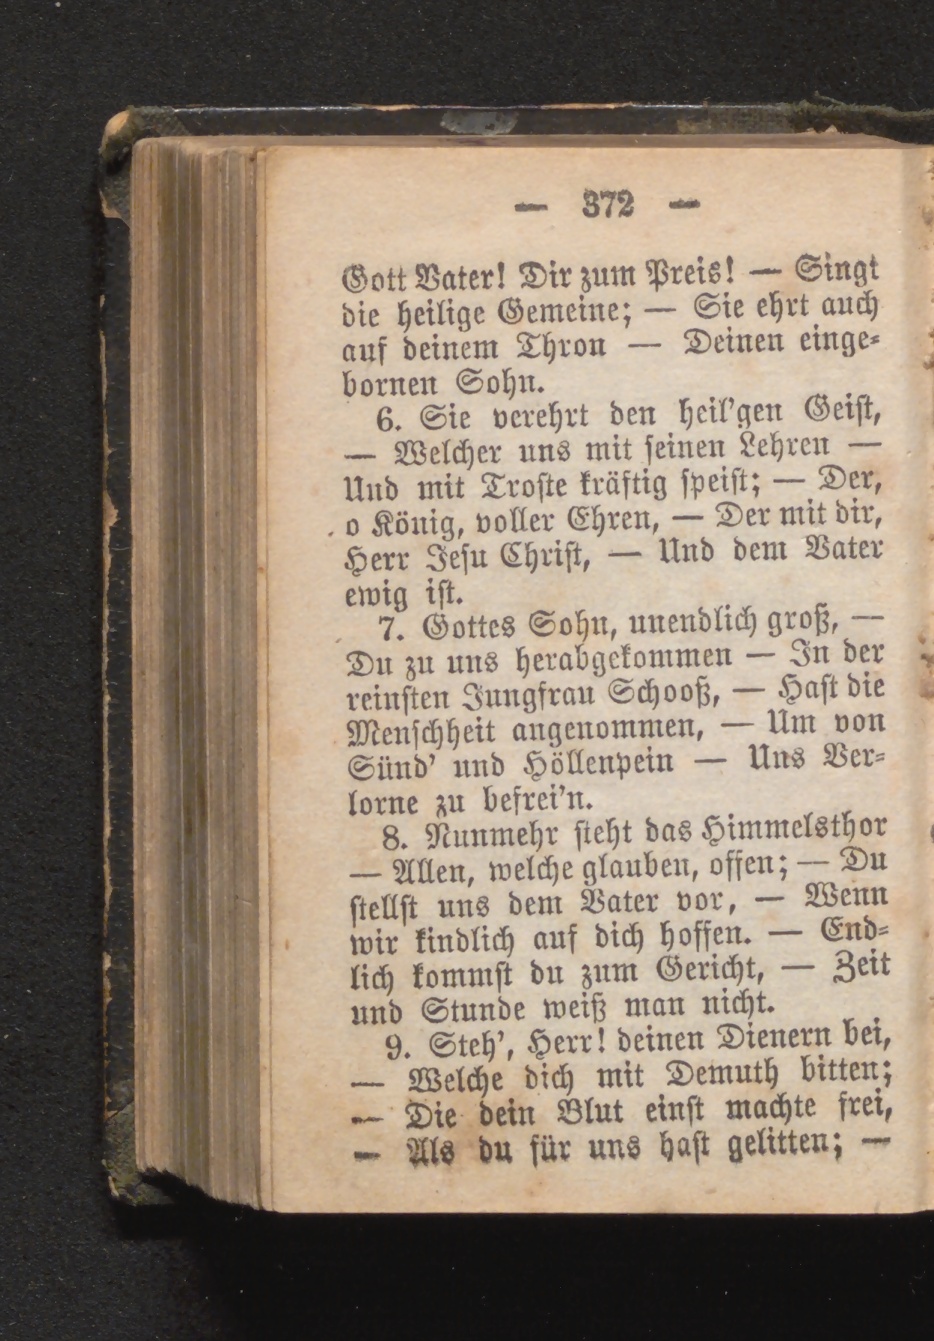 — 372 —
Gott Vater! Dir zum Preis! — Singt
die heilige Gemeine; — Sie ehrt auch
auf deinem Thron — Deinen einge-
bornen Sohn.
6. Sie verehrt den heil'gen Geist,
— Welcher uns mit seinen Lehren —
Und mit Troste kräftig speist; — Der,
o König, voller Ehren, — Der mit dir,
Herr Jesu Christ, — Und dem Vater
ewig ist.
7. Gottes Sohn, unendlich groß, —
Du zu uns herabgekommen — In der
reinsten Jungfrau Schooß, — Hast die
Menschheit angenommen, — Um von
Sünd' und Höllenpein — Uns Ver-
lorne zu befrei'n.
8. Nunmehr steht das Himmelsthor
— Allen, welche glauben, offen; — Du
stellst uns dem Vater vor, — Wenn
wir kindlich auf dich hoffen. — End-
lich kommst du zum Gericht, — Zeit
und Stunde weiß man nicht.
9. Steh', Herr! deinen Dienern bei,
— Welche dich mit Demuth bitten;
— Die dein Blut einst machte frei,
— Als du für uns hast gelitten; —